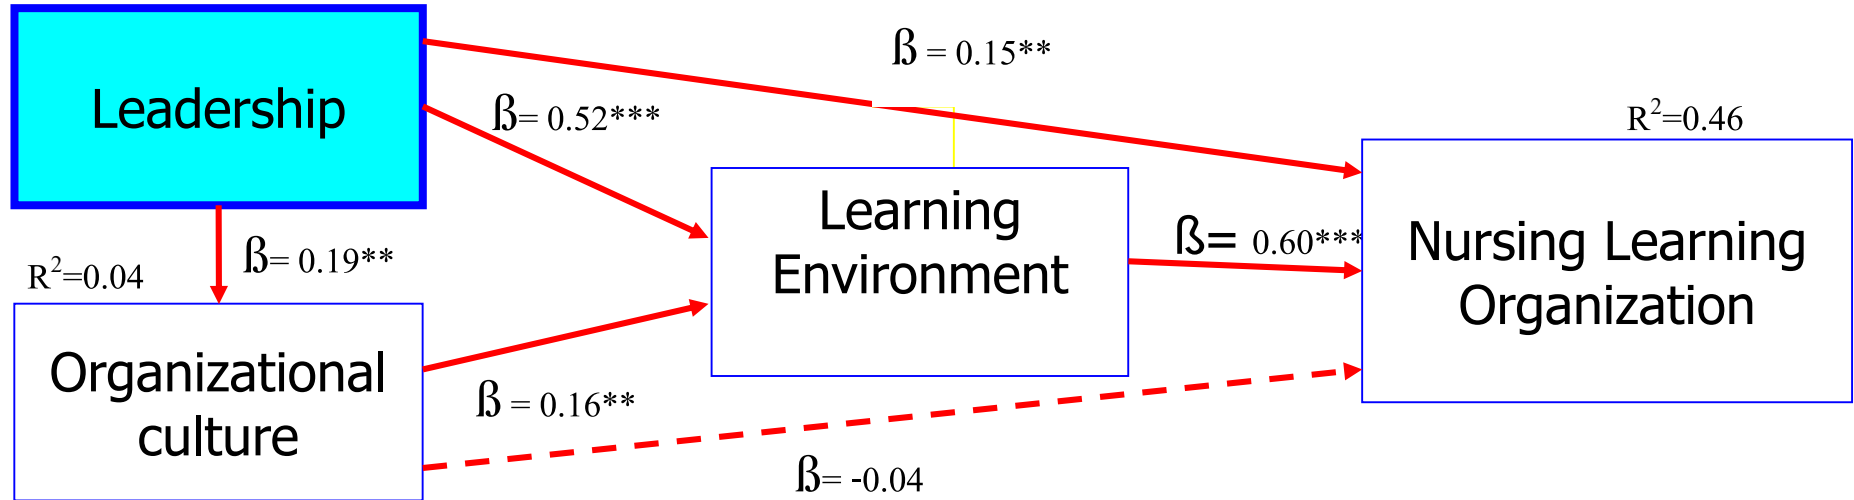 ß = 0.15**
Leadership
ß= 0.52***
R²=0.46
Learning
Environment
ß= 0.60***
Nursing Learning
Organization
ß= 0.19**
R²=0.04
Organizational
culture
ß = 0.16**
ß= -0.04